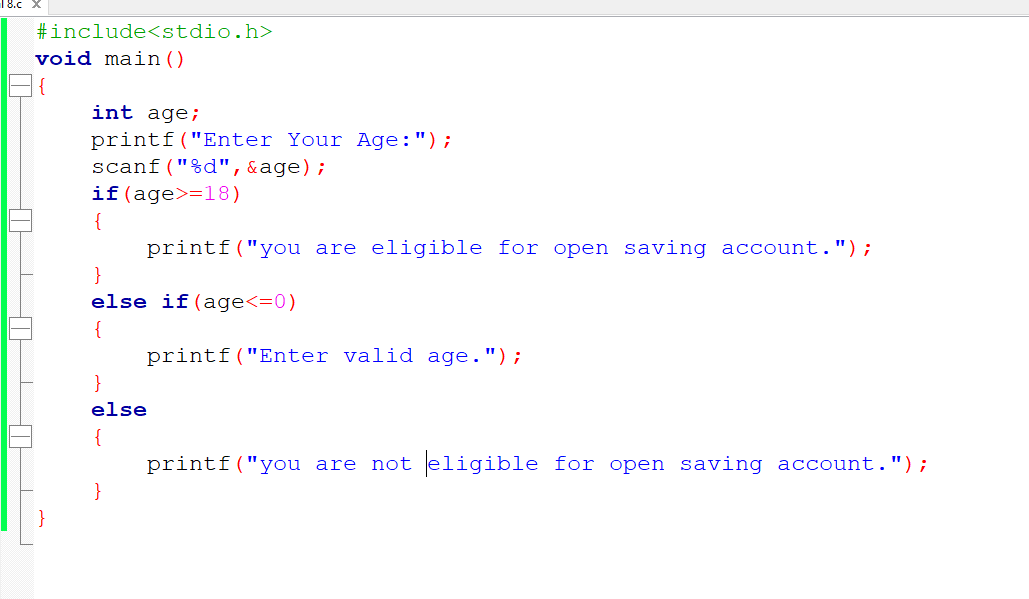 l 8.c
#include<stdio.h>
void main()
{
    int age;
    printf("Enter Your Age:");
    scanf("%d",&age);
    if(age>=18)
    {
        printf("you are eligible for open saving account.");
    }
    else if(age<=0)
    {
        printf("Enter valid age.");
    }
    else
    {
        printf("you are not eligible for open saving account.");
    }
}